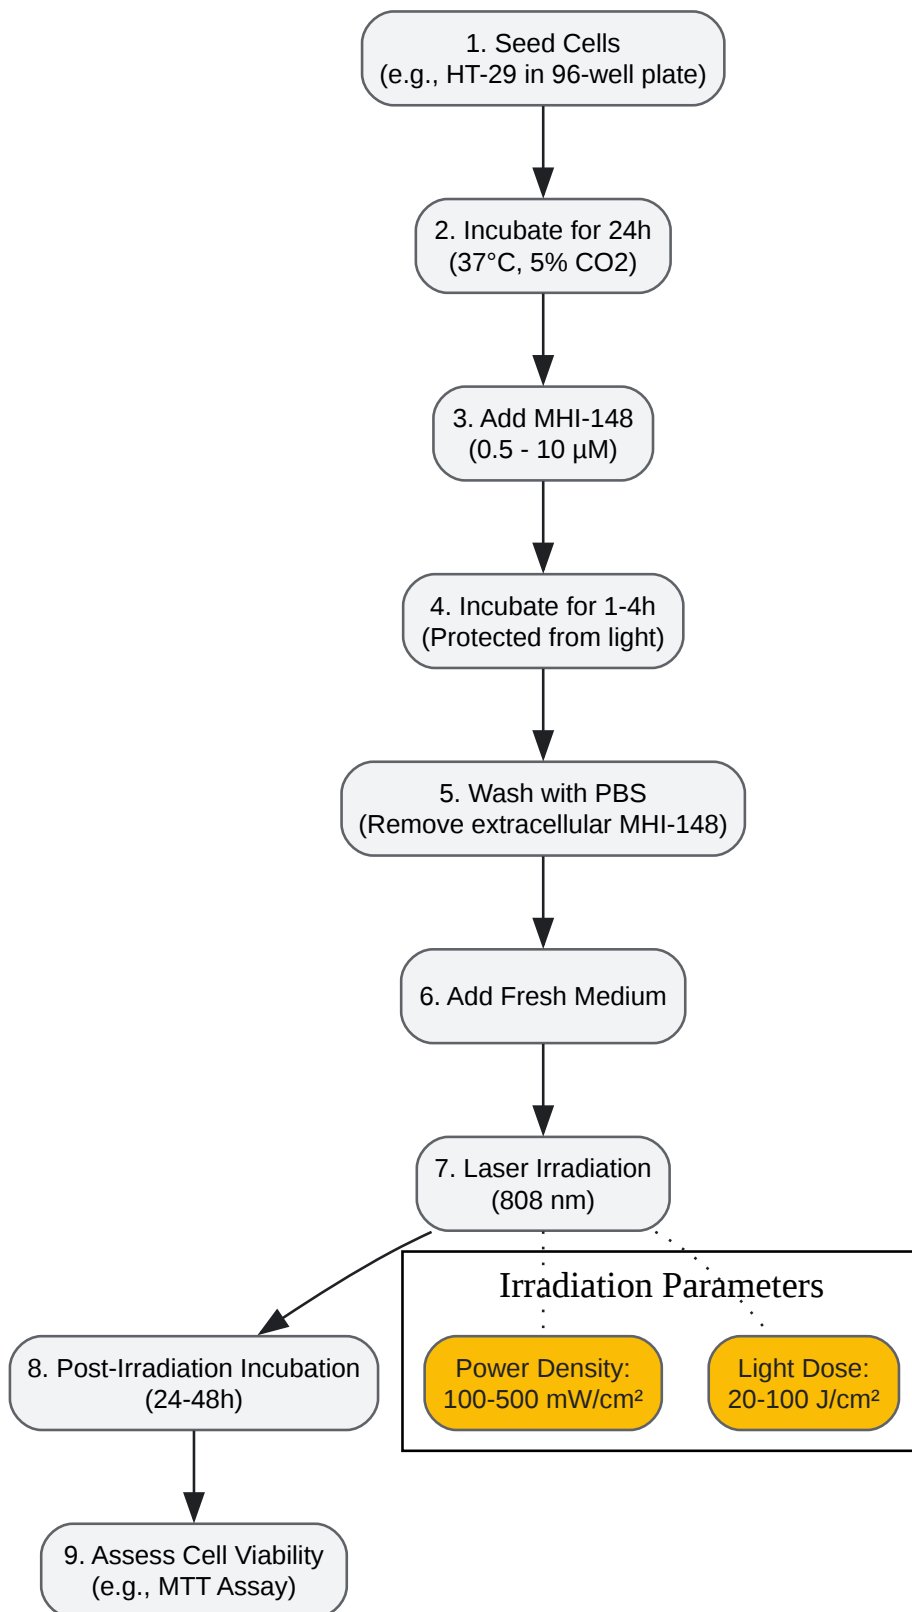 1. Seed Cells
(e.g., HT-29 in 96-well plate)
2. Incubate for 24h
(37°C, 5% CO2)
3. Add MHI-148
(0.5 - 10 µM)
4. Incubate for 1-4h
(Protected from light)
5. Wash with PBS
(Remove extracellular MHI-148)
6. Add Fresh Medium
7. Laser Irradiation
(808 nm)
Irradiation Parameters
8. Post-Irradiation Incubation
(24-48h)
Power Density:
100-500 mW/cm²
Light Dose:
20-100 J/cm²
9. Assess Cell Viability
(e.g., MTT Assay)